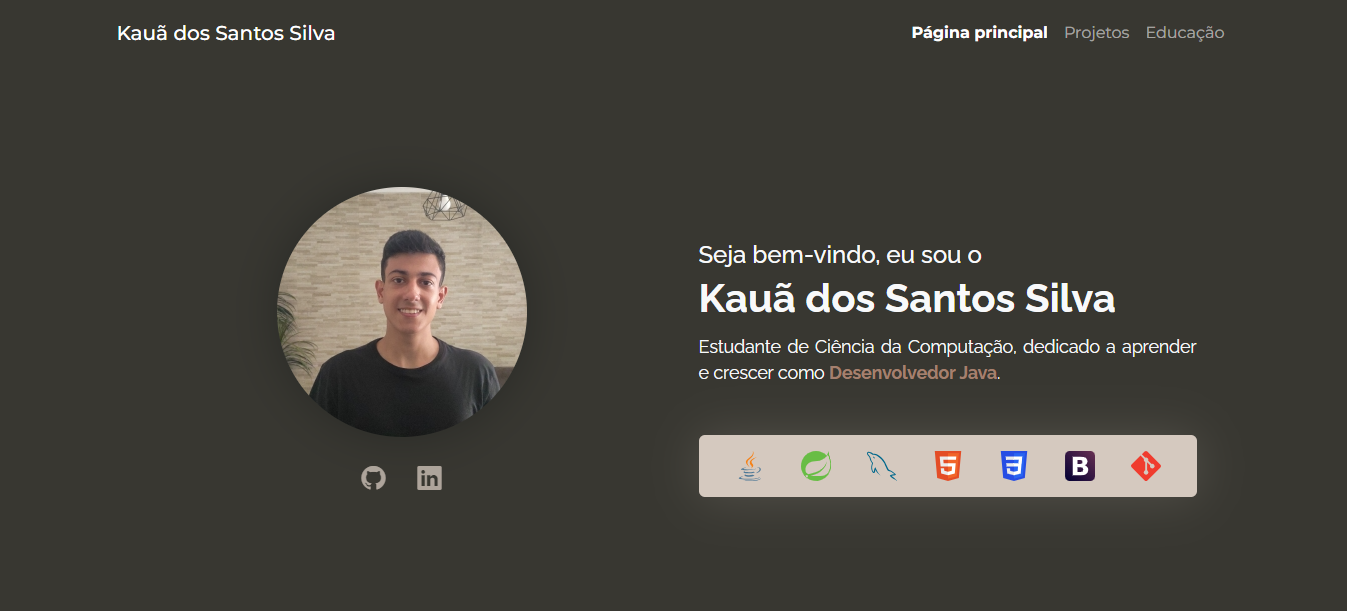 Kauã dos Santos Silva
Página principal Projetos Educação
Seja bem-vindo, eu sou o
Kauã dos Santos Silva
Estudante de Ciência da Computação, dedicado a aprender
e crescer como Desenvolvedor Java.
in
5 3 B